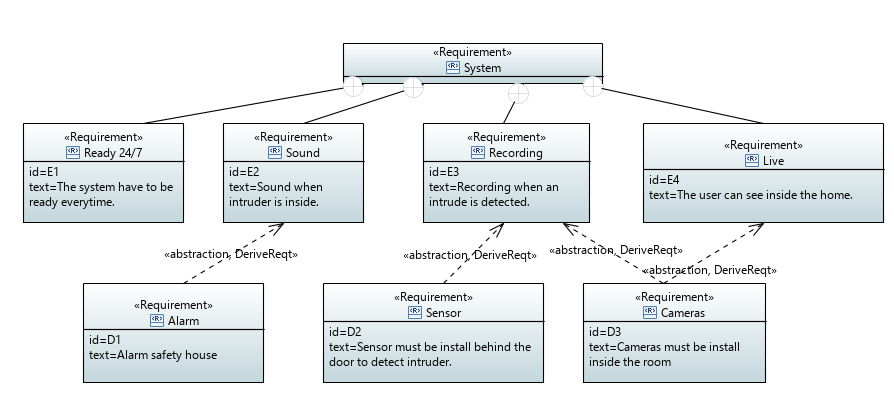 «Requirement»
System
«Requirement»
Ready 24/7
id=E1
text=The system have to be
ready everytime.
«Requirement»
Sound
id=E2
text=Sound when
intruder is inside.
«Requirement»
Recording
id=E3
text=Recording when an
intrude is detected.
«Requirement»
Live
id=E4
text=The user can see inside the home.
«abstraction, DeriveReqt»
«abstraction, DeriveReqt»
«abstraction, DeriveReqt»
«abstraction, DeriveReqt»
«Requirement»
Alarm
id=D1
text=Alarm safety house
«Requirement»
Sensor
id=D2
text=Sensor must be install behind the
door to detect intruder.
«Requirement»
Cameras
id=D3
text=Cameras must be install
inside the room